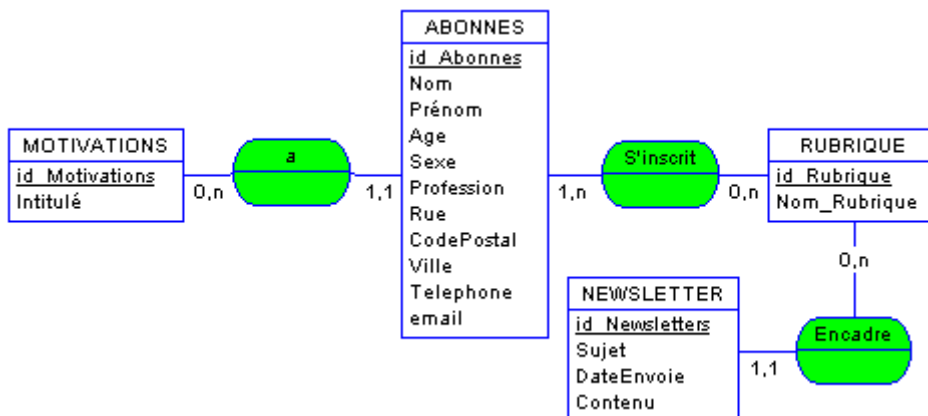 MOTIVATIONS
id_Motivations
Intitulé
0,n
a
1,1
ABONNES
id_Abonnes
Nom
Prénom
Age
Sexe
Profession
Rue
CodePostal
Ville
Telephone
email
1,n
S'inscrit
0,n
RUBRIQUE
id_Rubrique
Nom_Rubrique
0,n
Encadre
1,1
NEWSLETTER
id_Newsletters
Sujet
DateEnvoie
Contenu